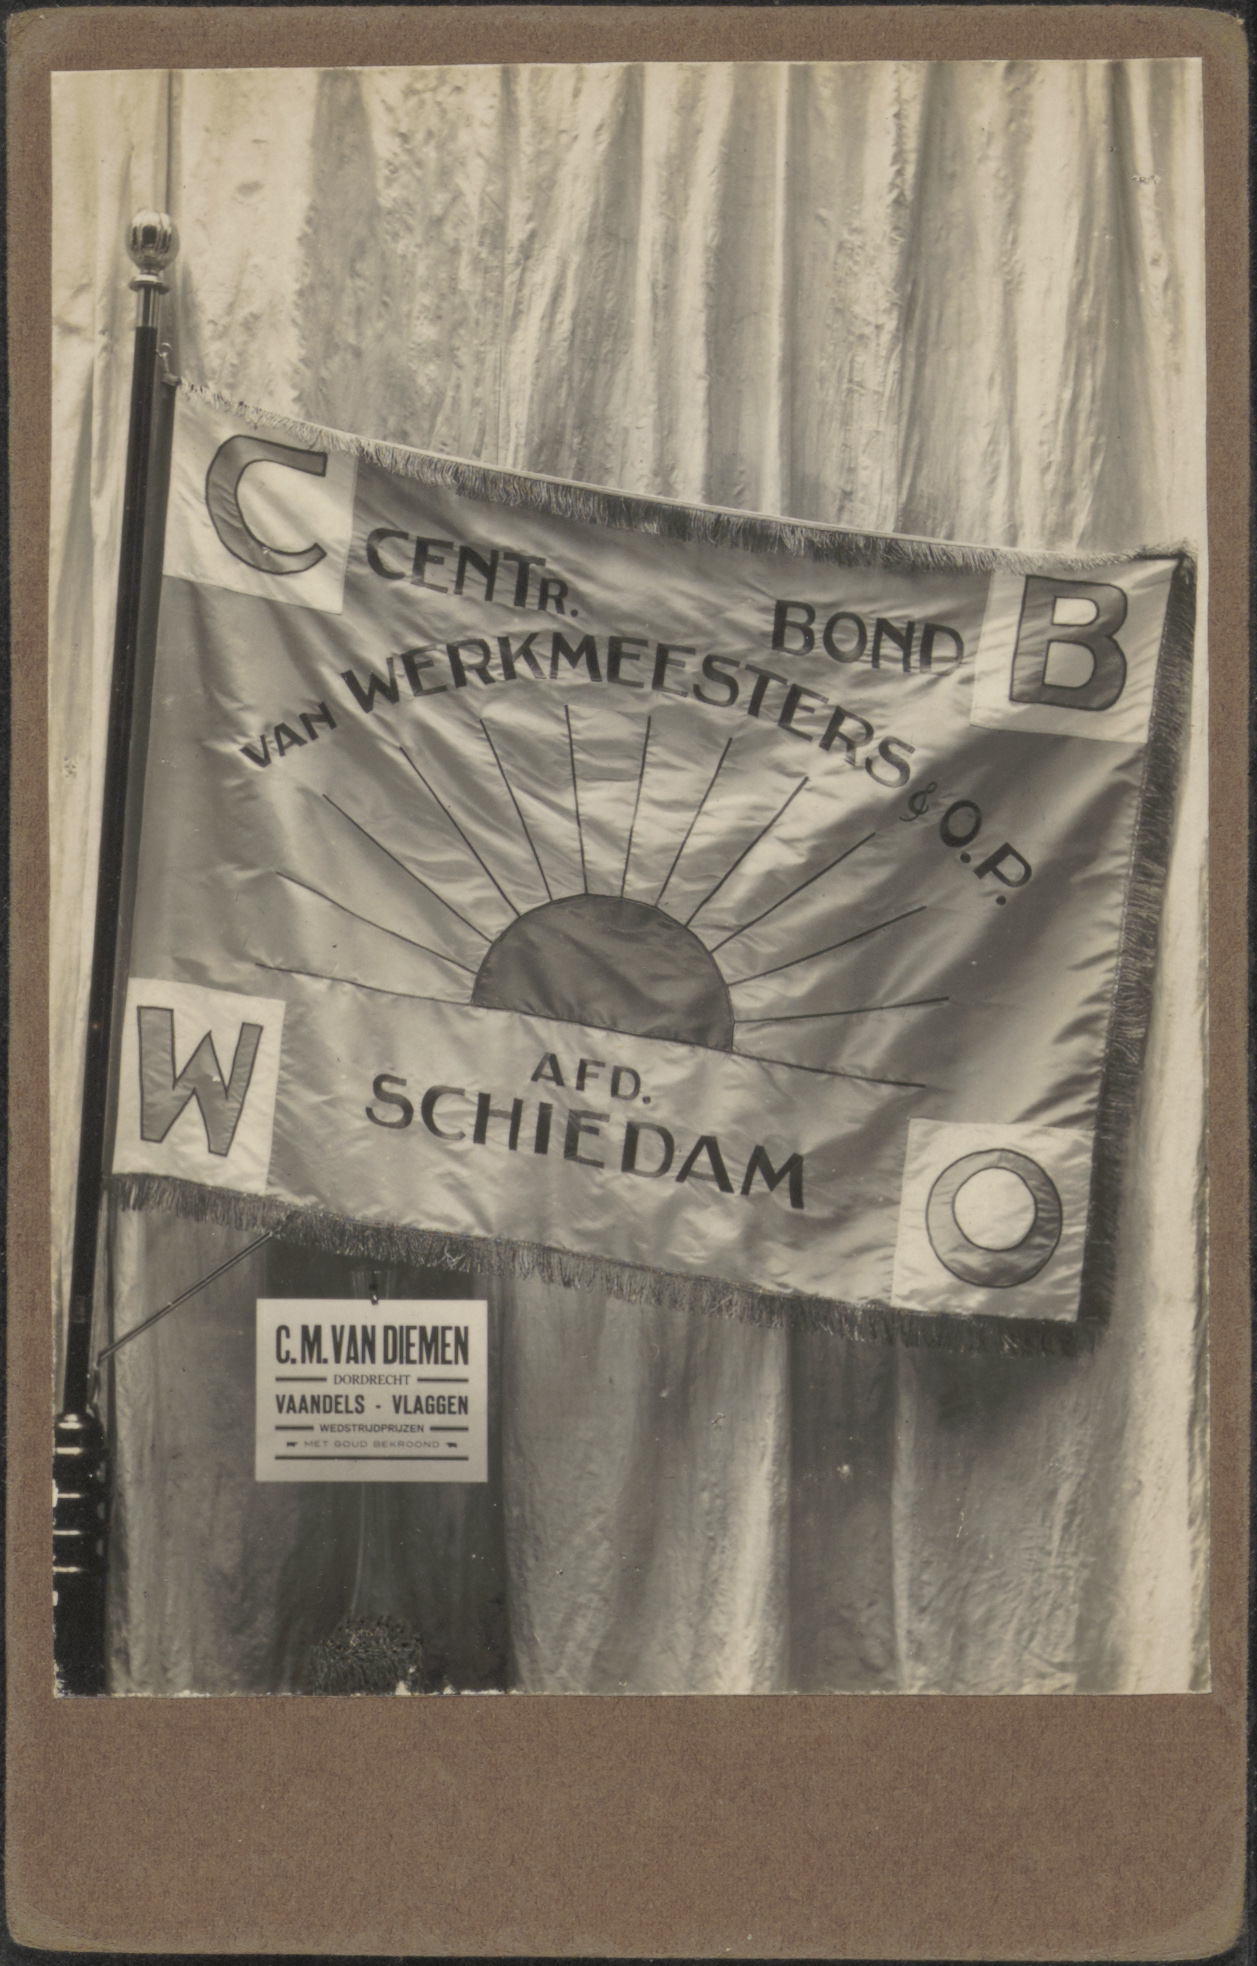 C
B
CENTR.
BOND
VAN WERKMEESTERS & O.P.
AFD.
SCHIEDAM
W
O
C.M. VAN DIEMEN
DORDRECHT
VAANDELS - VLAGGEN
WEDSTRIJDPRIJZEN
MET GOUD BEKROOND